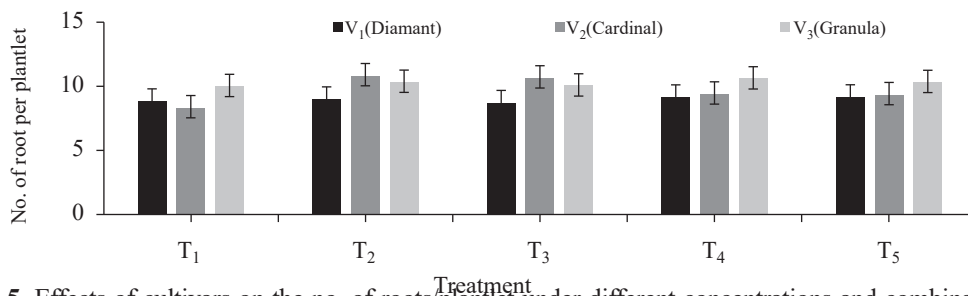 15
V1(Diamant) V2(Cardinal) V3(Granula)
10
5
0
No. of root per plantlet
T1 T2 T3 T4 T5
Treatment
5. Effects of cultivars on the no. of roots/plantlet under different concentrations and combine